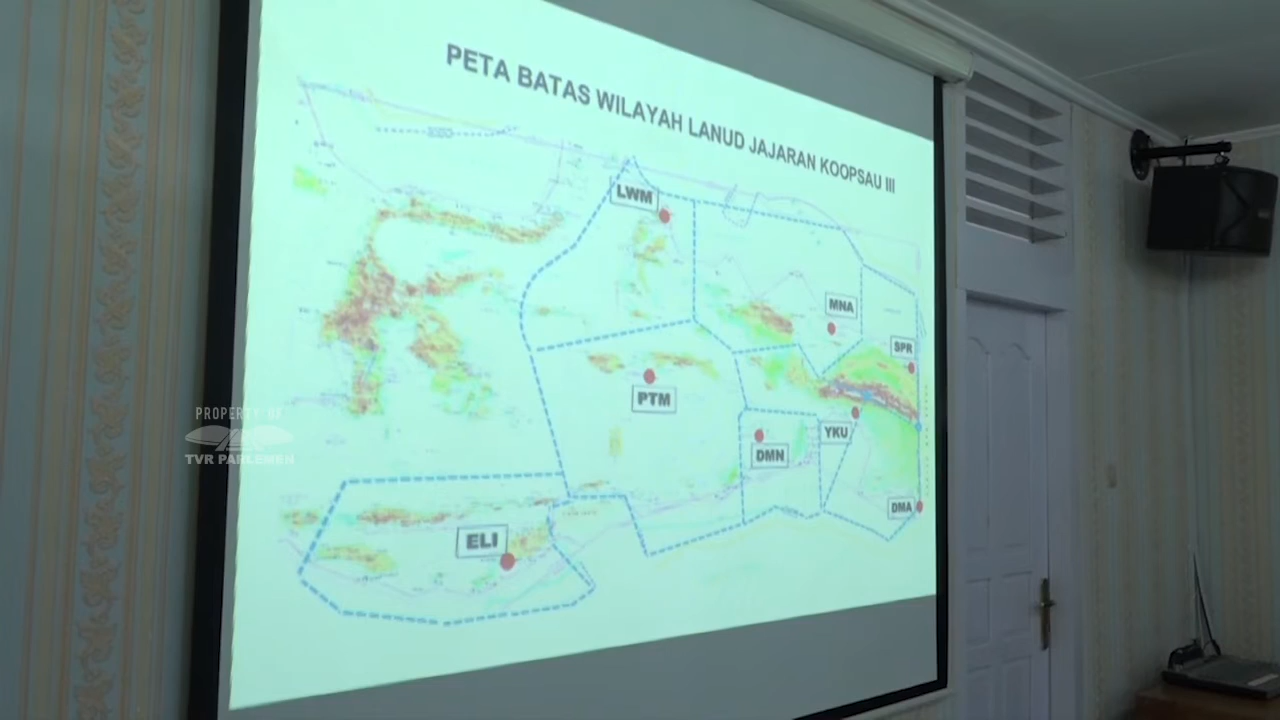 PETA BATAS WILAYAH LANUD JAJARAN KOOPSAU III
LWM
MNA
SPR
PTM
YKU
DMN
DMA
ELI
PROPERTY OF
TVR PARLEMEN